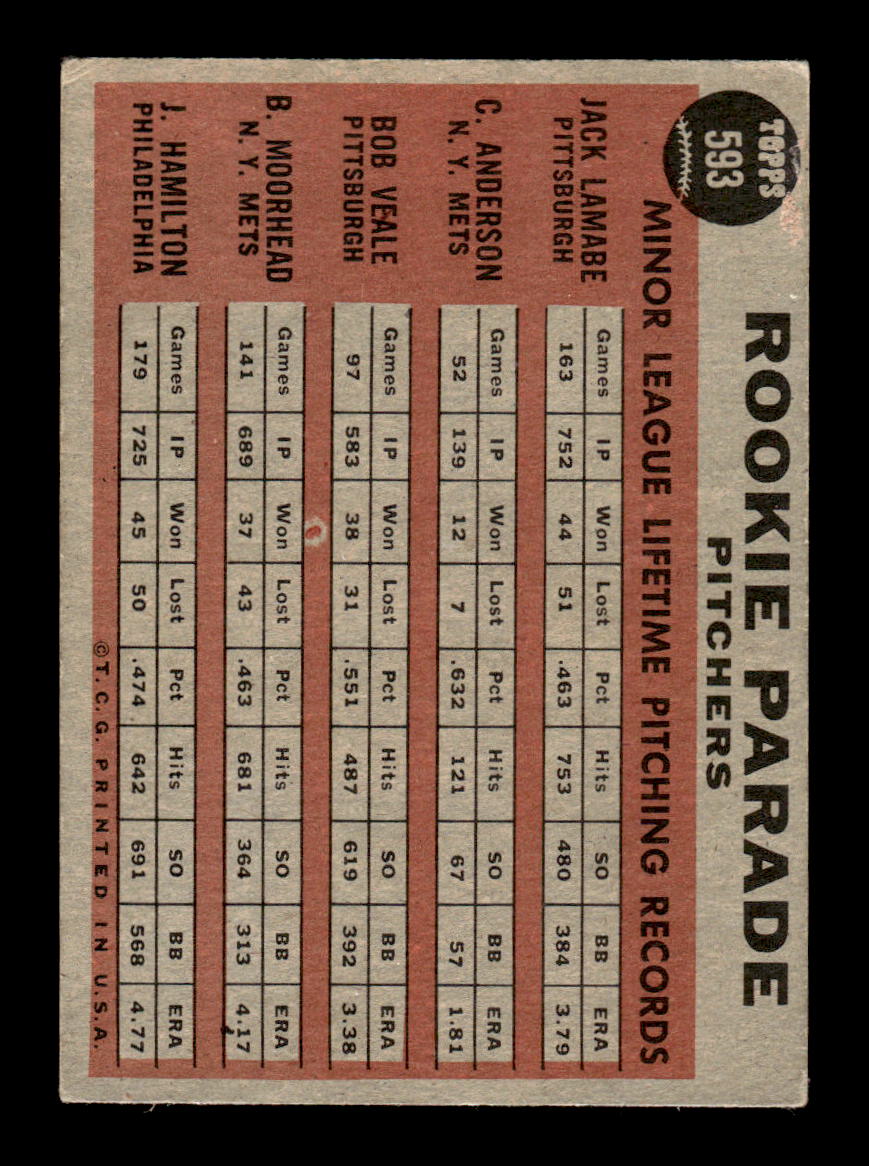 TOPPS
593
ROOKIE PARADE
PITCHERS
MINOR LEAGUE LIFETIME PITCHING RECORDS
JACK LAMABE
PITTSBURGH
Games IP Won Lost Pct Hits SO BB ERA
163 752 44 51 .463 753 480 384 3.79
C. ANDERSON
N. Y. METS
Games IP Won Lost Pct Hits SO BB ERA
52 139 12 7 .632 121 67 57 1.81
BOB VEALE
PITTSBURGH
Games IP Won Lost Pct Hits SO BB ERA
97 583 38 31 .551 487 619 392 3.38
B. MOORHEAD
N. Y. METS
Games IP Won Lost Pct Hits SO BB ERA
141 689 37 43 .463 681 364 313 4.17
J. HAMILTON
PHILADELPHIA
Games IP Won Lost Pct Hits SO BB ERA
179 725 45 50 .474 642 691 568 4.77
©T. C. G. PRINTED IN U.S.A.